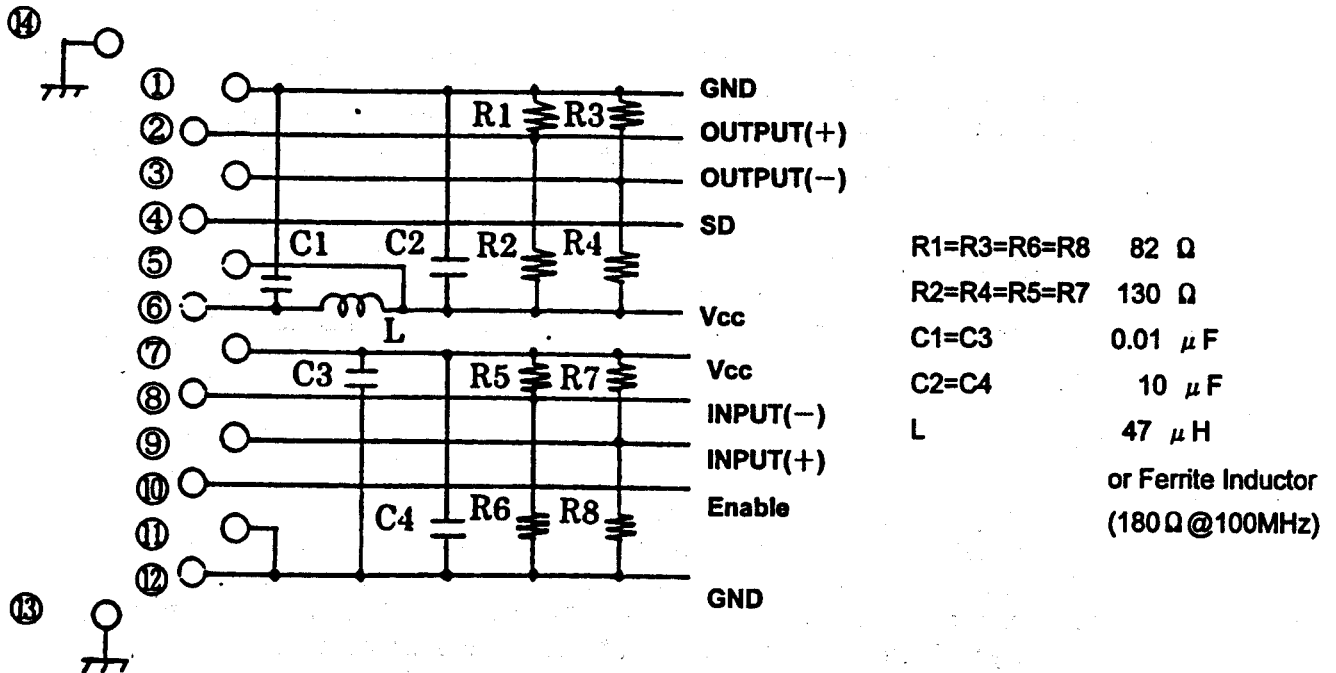 ⑭
① GND
R1 R3
② OUTPUT(+)
③ OUTPUT(−)
④ SD
C1 C2 R2 R4
⑤
⑥ Vcc
L
⑦ Vcc
C3 R5 R7
⑧ INPUT(−)
⑨ INPUT(+)
⑩ Enable
C4 R6 R8
⑪
⑫ GND
⑬
R1=R3=R6=R8 82 Ω
R2=R4=R5=R7 130 Ω
C1=C3 0.01 μF
C2=C4 10 μF
L 47 μH
or Ferrite Inductor
(180Ω@100MHz)